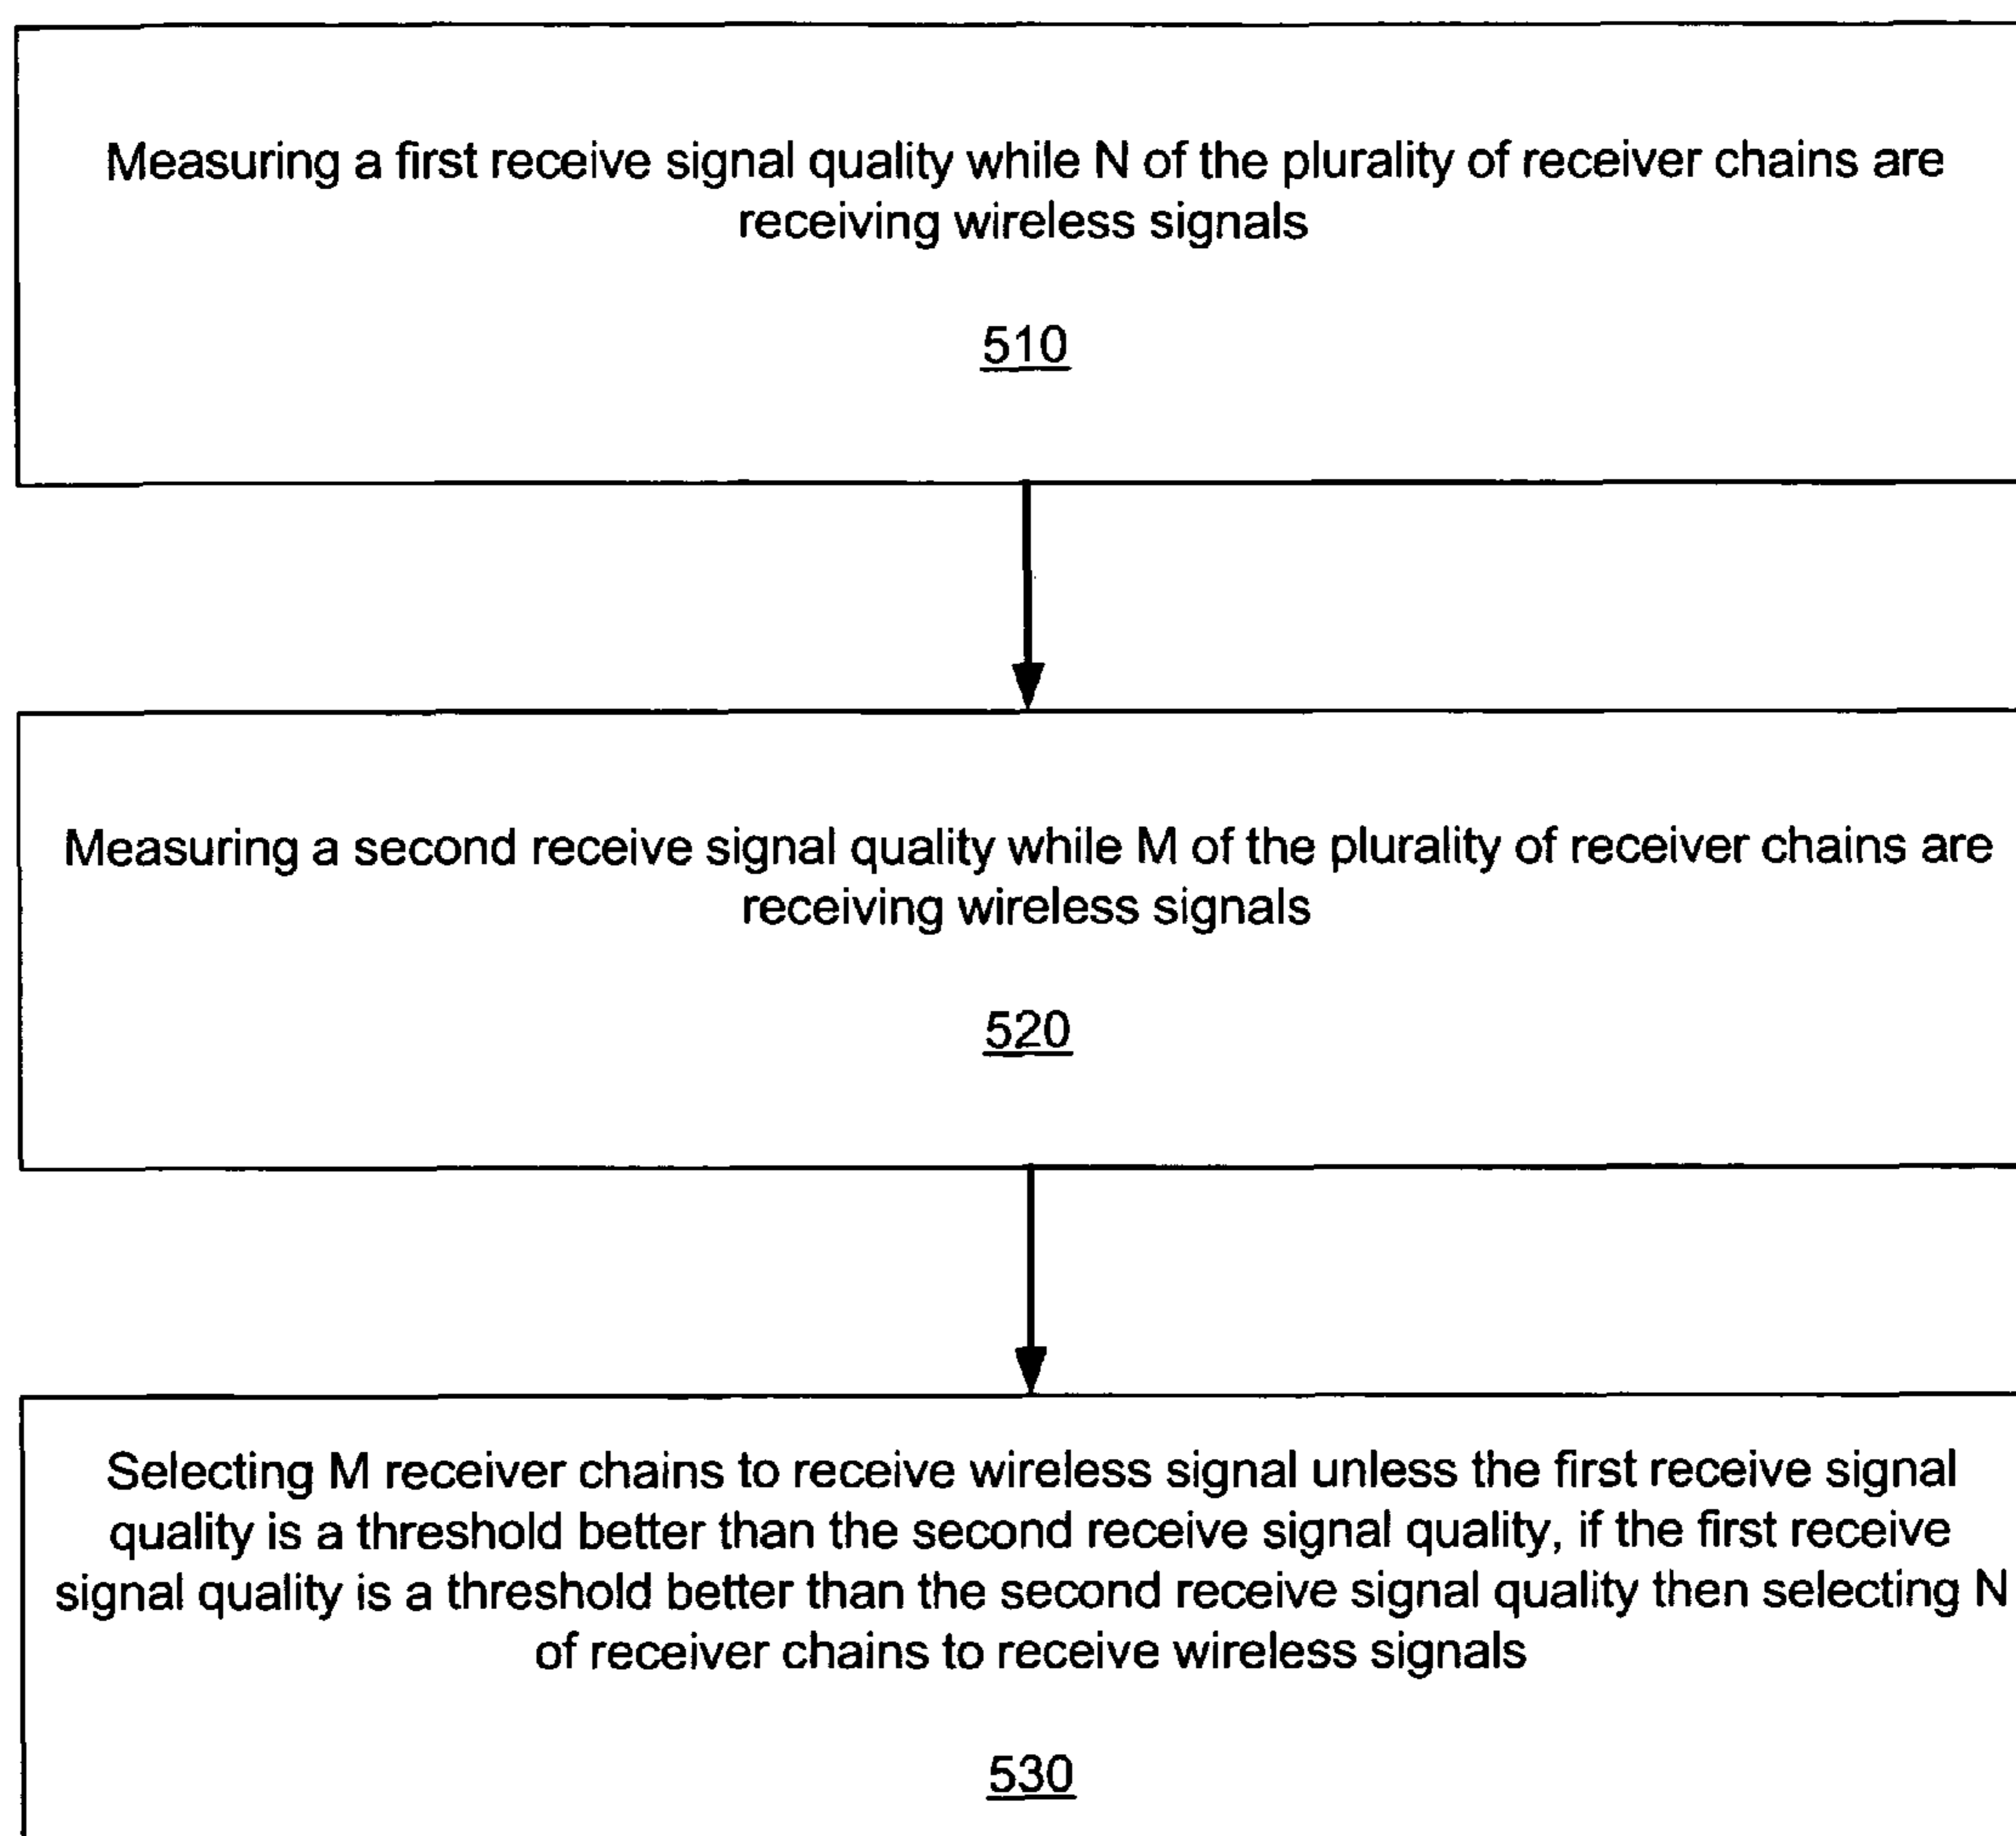 Measuring a first receive signal quality while N of the plurality of receiver chains are
receiving wireless signals
510
Measuring a second receive signal quality while M of the plurality of receiver chains are
receiving wireless signals
520
Selecting M receiver chains to receive wireless signal unless the first receive signal
quality is a threshold better than the second receive signal quality, if the first receive
signal quality is a threshold better than the second receive signal quality then selecting N
of receiver chains to receive wireless signals
530